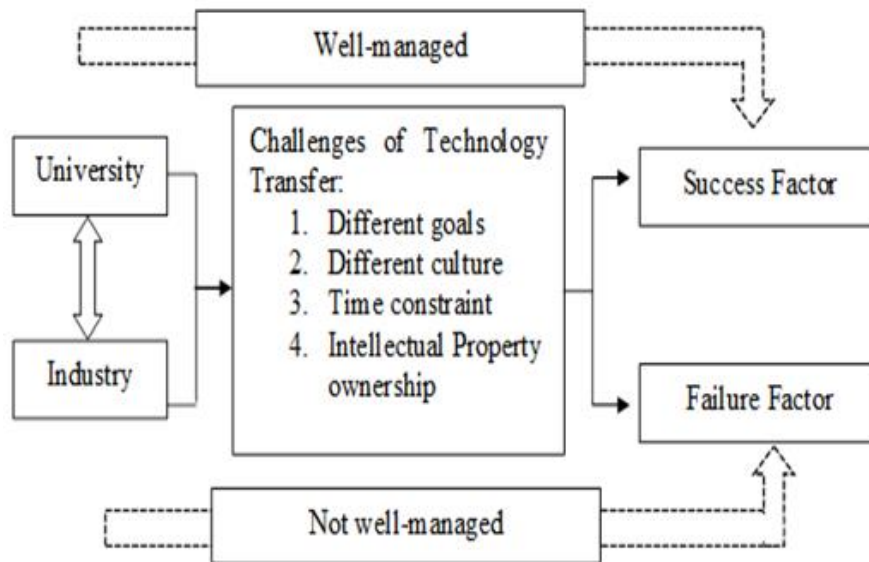 Well-managed
University
Industry
Challenges of Technology
Transfer:
1. Different goals
2. Different culture
3. Time constraint
4. Intellectual Property
ownership
Success Factor
Failure Factor
Not well-managed